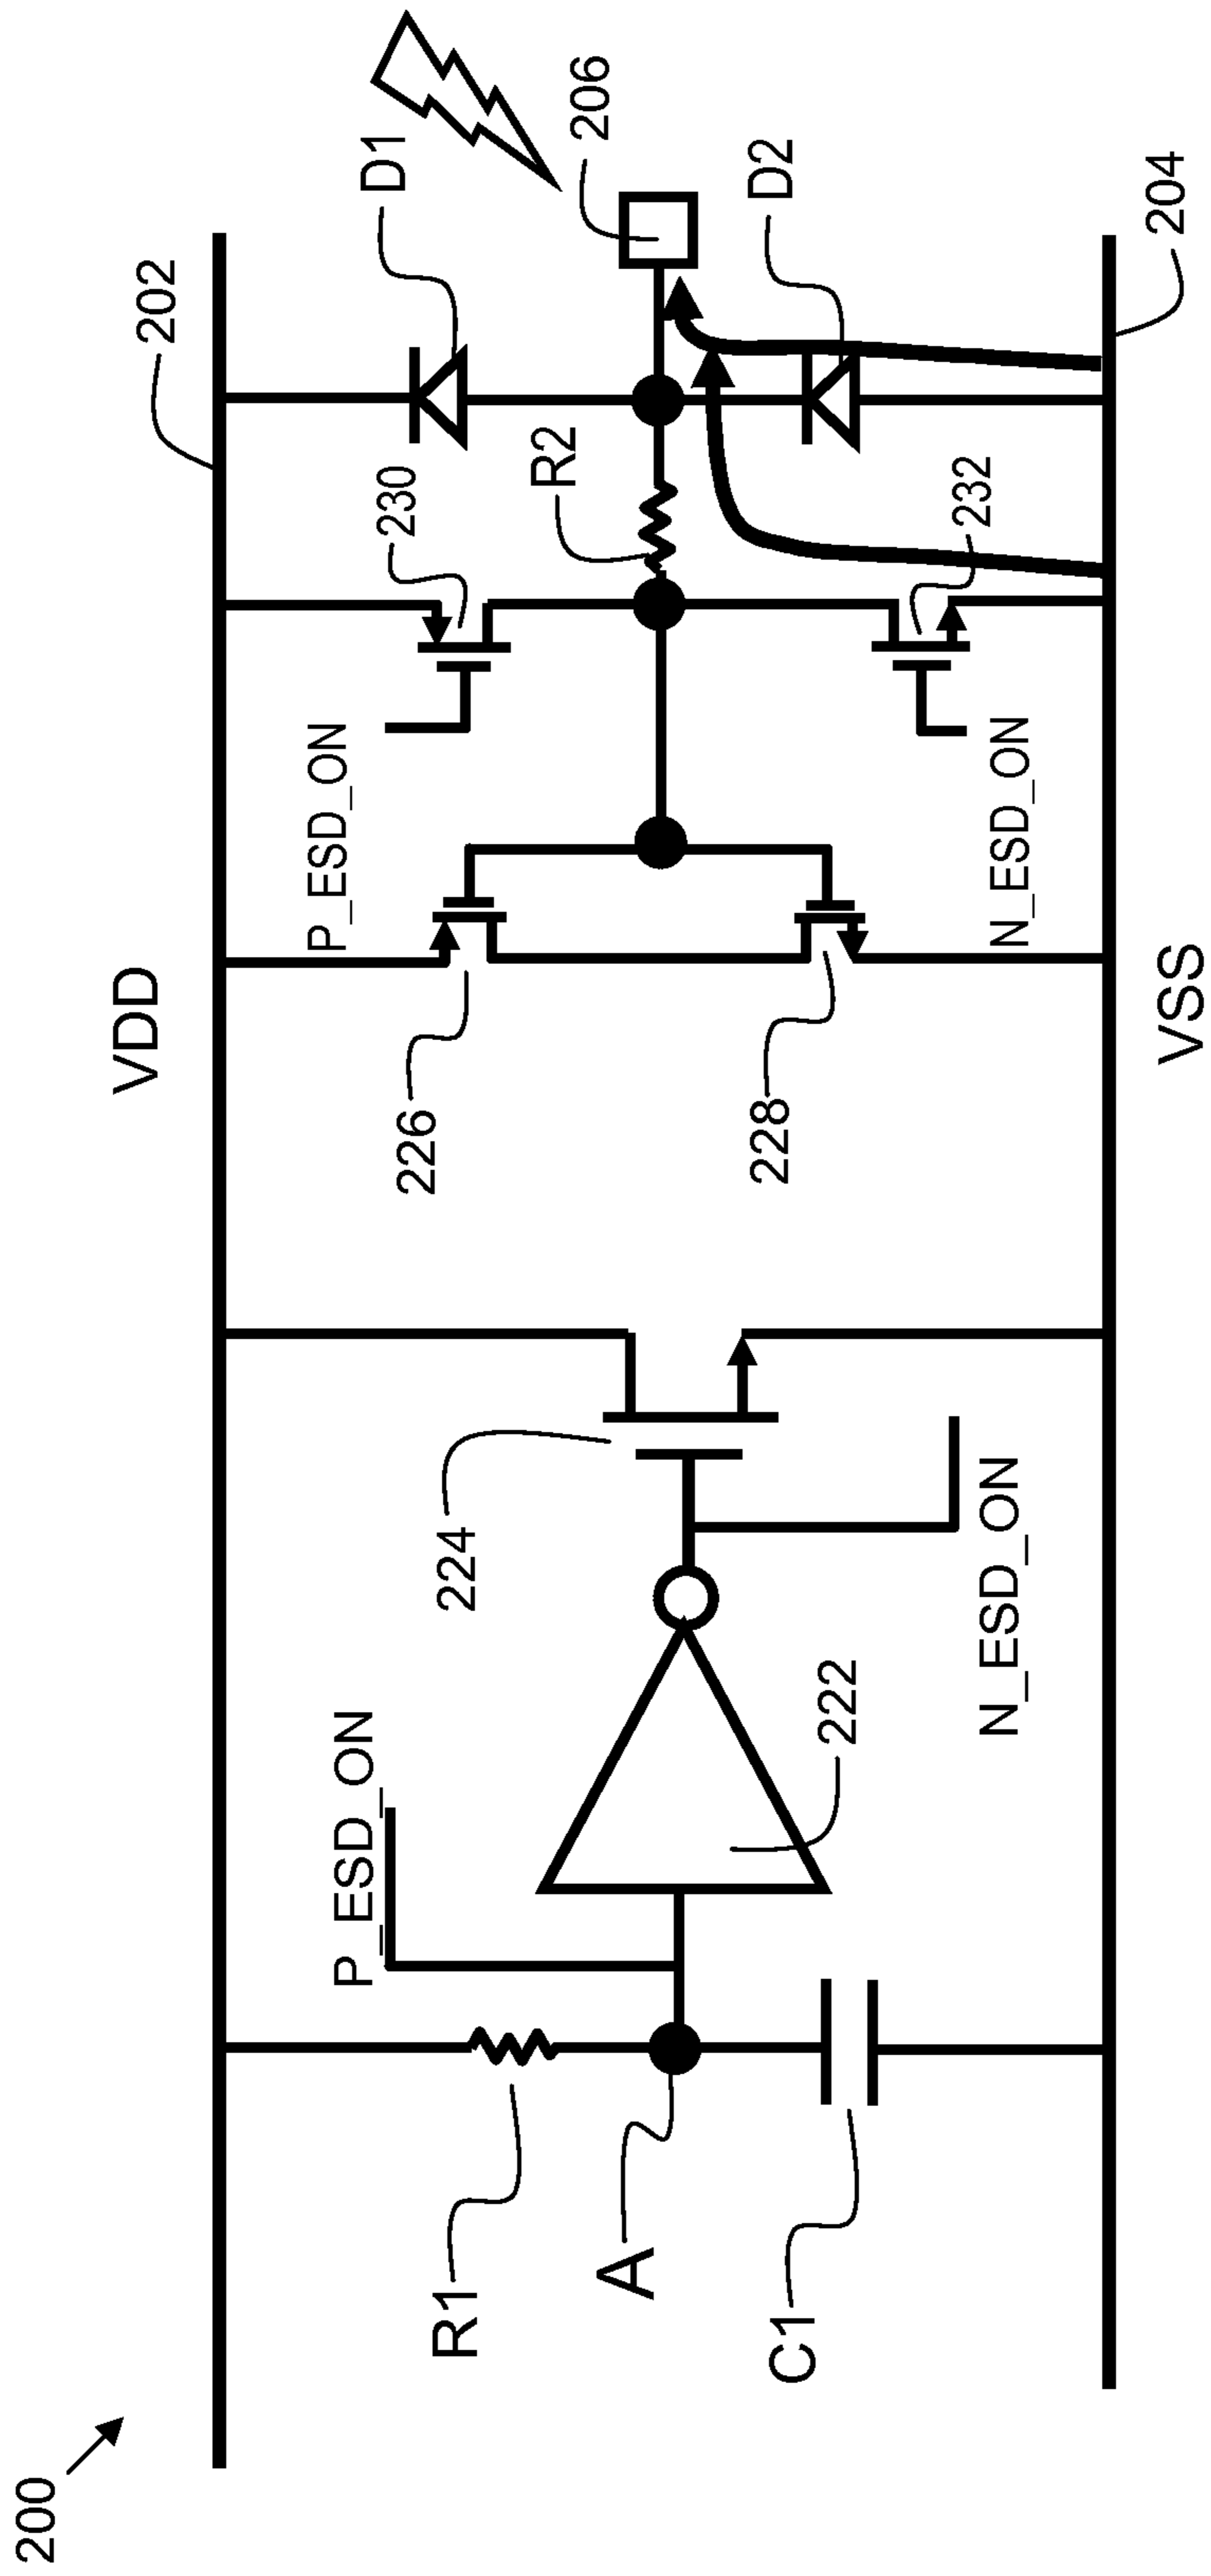 200
VDD
202
R1
A
C1
P_ESD_ON
222
N_ESD_ON
224
226
228
P_ESD_ON
N_ESD_ON
230
232
R2
D1
D2
206
204
VSS